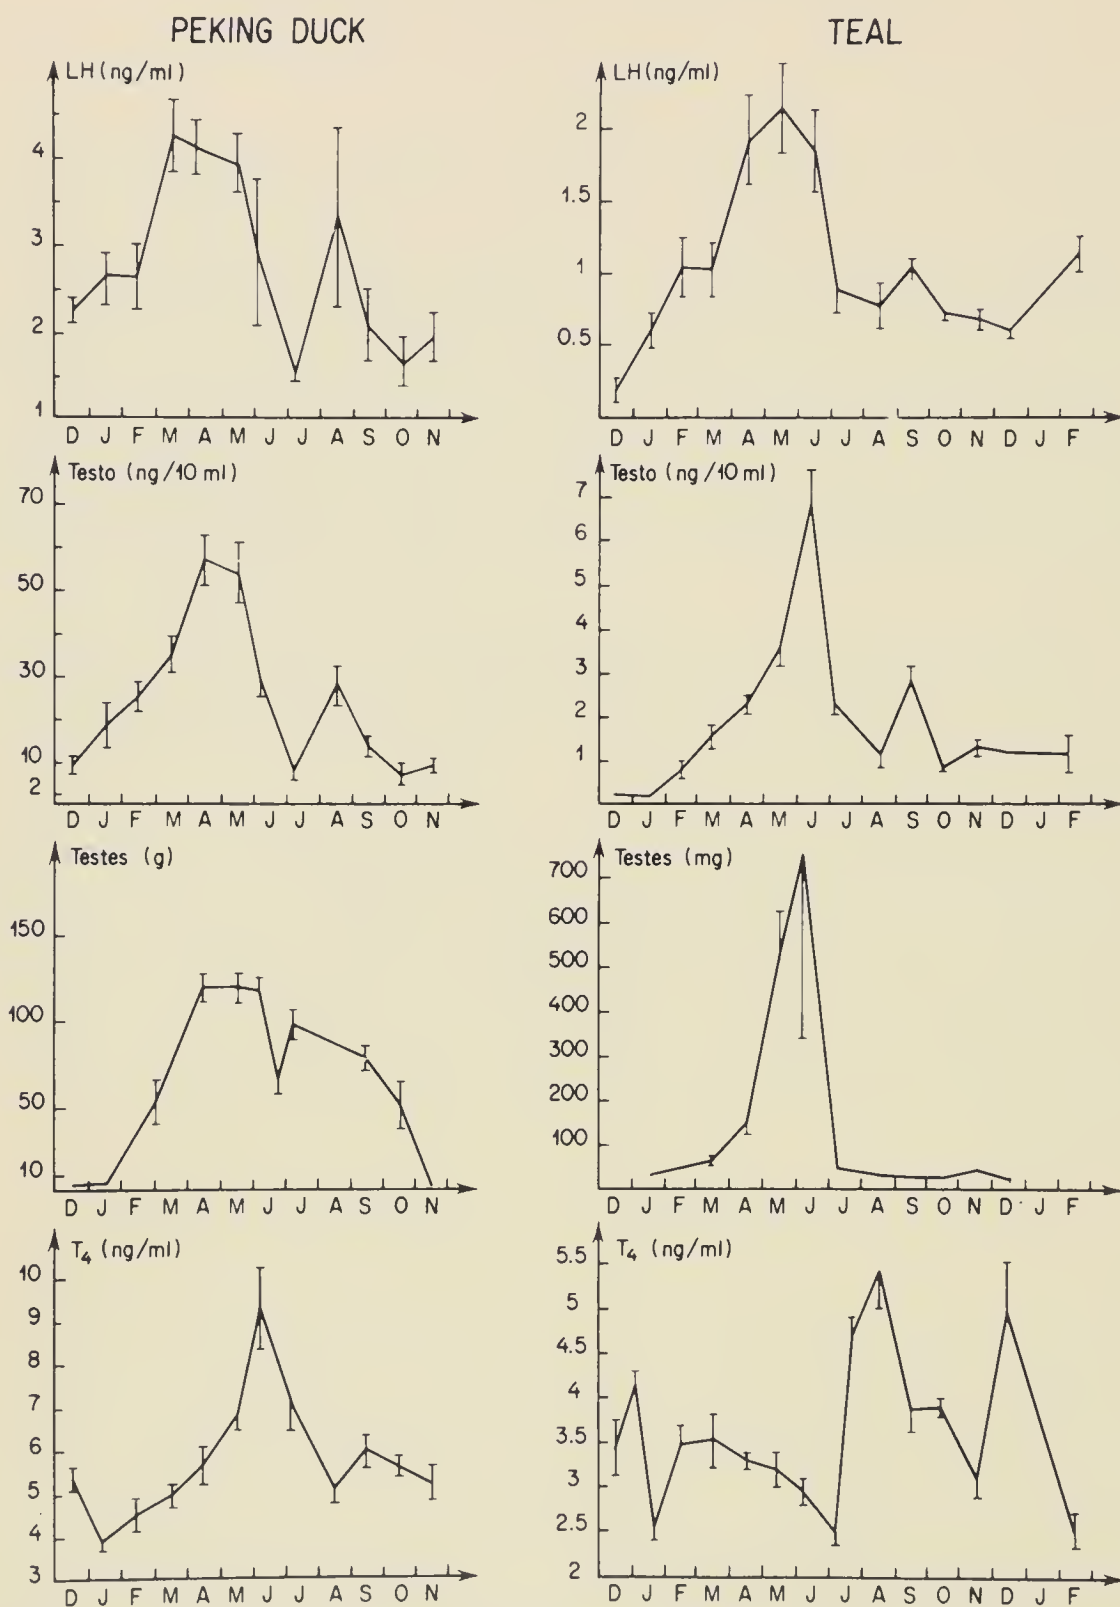 PEKING DUCK
LH (ng/ml)
4
3
2
1
D J F M A M J J A S O N
Testo (ng/10 ml)
70
50
30
10
2
D J F M A M J J A S O N
Testes (g)
150
100
50
10
D J F M A M J J A S O N
T4 (ng/ml)
10
9
8
7
6
5
4
3
D J F M A M J J A S O N
TEAL
LH (ng/ml)
2
1.5
1
0.5
D J F M A M J J A S O N D J F
Testo (ng/10 ml)
7
6
5
4
3
2
1
D J F M A M J J A S O N D J F
Testes (mg)
700
600
500
400
300
200
100
D J F M A M J J A S O N D J F
T4 (ng/ml)
5.5
5
4.5
4
3.5
3
2.5
2
D J F M A M J J A S O N D J F